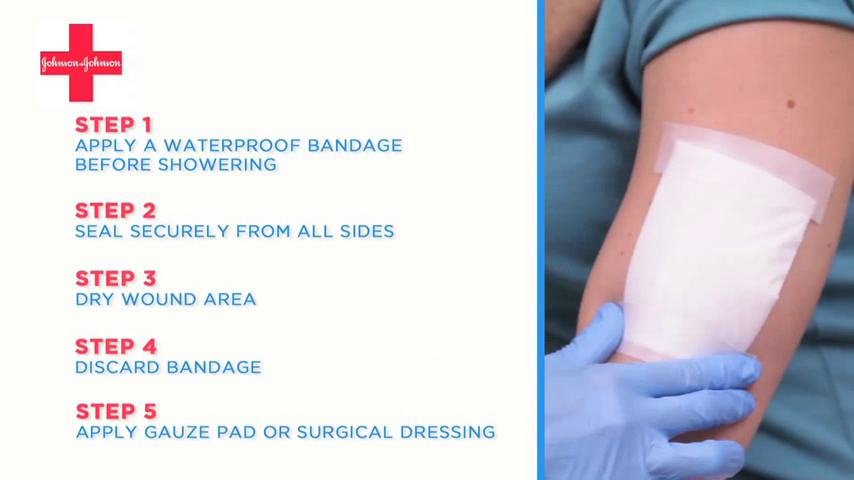 Johnson & Johnson
STEP 1
APPLY A WATERPROOF BANDAGE
BEFORE SHOWERING
STEP 2
SEAL SECURELY FROM ALL SIDES
STEP 3
DRY WOUND AREA
STEP 4
DISCARD BANDAGE
STEP 5
APPLY GAUZE PAD OR SURGICAL DRESSING